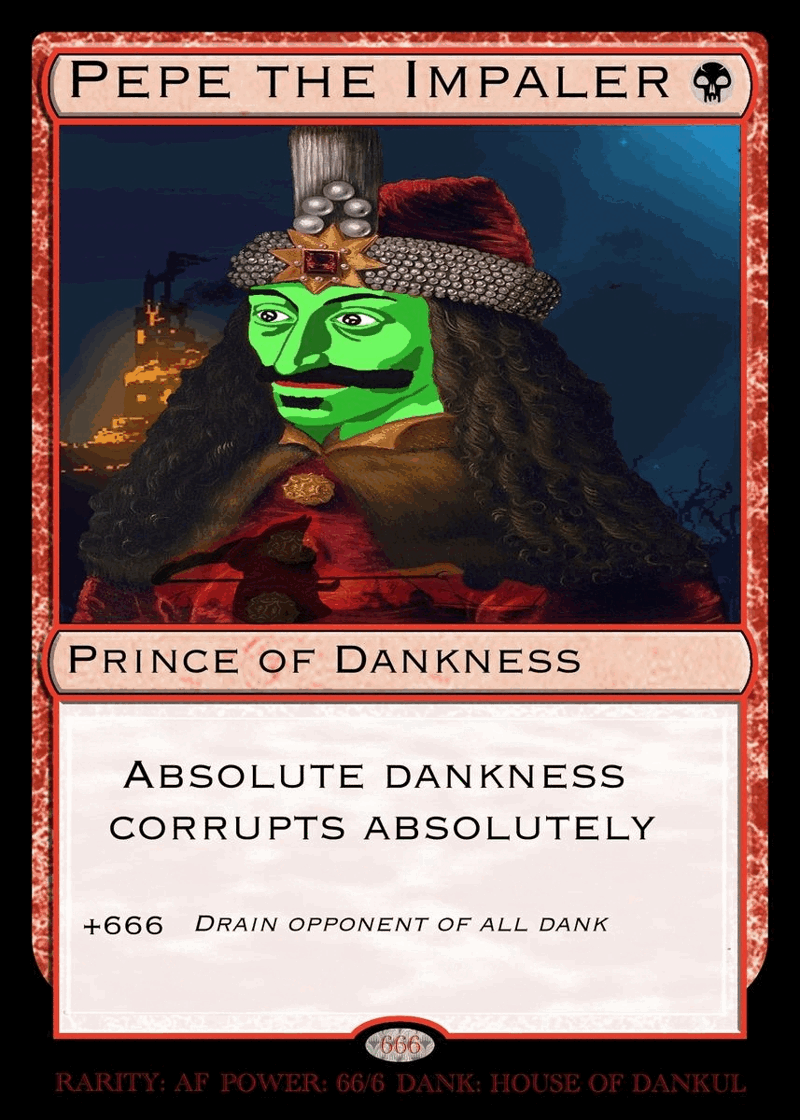 PEPE THE IMPALER
PRINCE OF DANKNESS
ABSOLUTE DANKNESS
CORRUPTS ABSOLUTELY
+666 DRAIN OPPONENT OF ALL DANK
666
RARITY: AF POWER: 66/6 DANK: HOUSE OF DANKUL